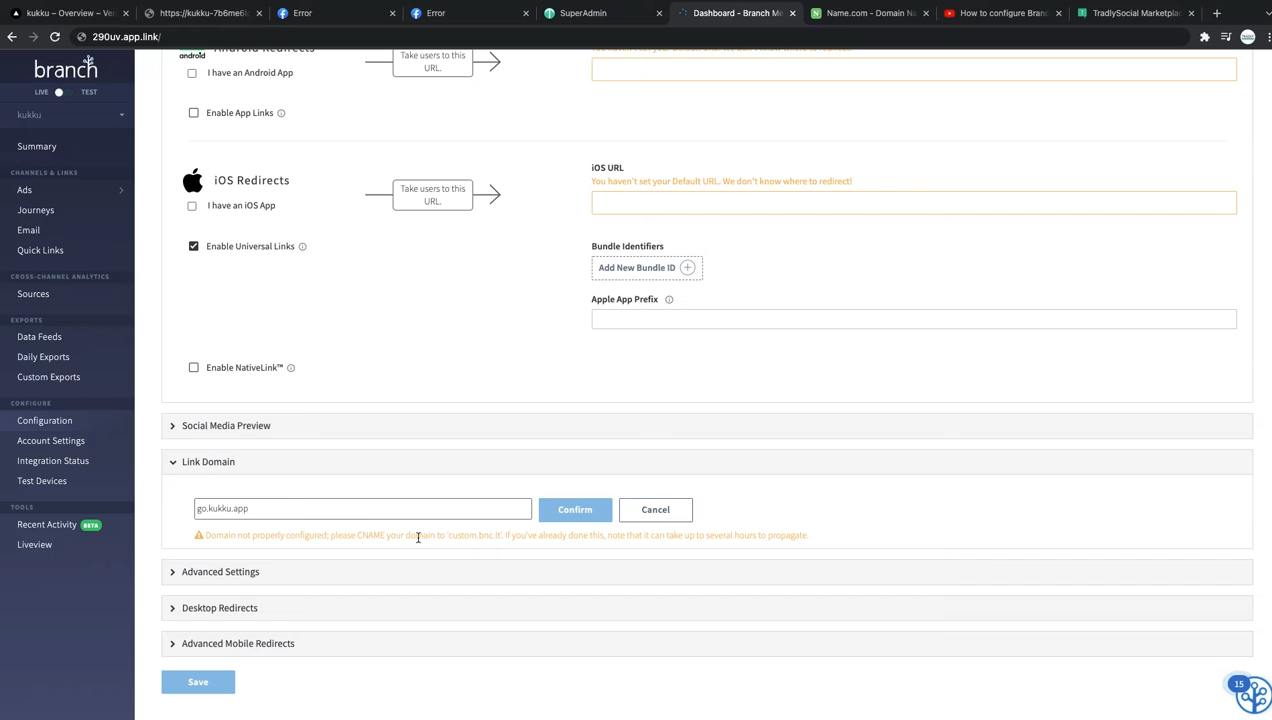 kukku – Overview – Ver
https://kukku-7b6me6l
Error
Error
SuperAdmin
Dashboard - Branch Me
Name.com - Domain Na
How to configure Branc
TradlySocial Marketpla
290uv.app.link/
branch
LIVE TEST
kukku
Summary
CHANNELS & LINKS
Ads
Journeys
Email
Quick Links
CROSS-CHANNEL ANALYTICS
Sources
EXPORTS
Data Feeds
Daily Exports
Custom Exports
CONFIGURE
Configuration
Account Settings
Integration Status
Test Devices
TOOLS
Recent Activity BETA
Liveview
android
Android Redirects
I have an Android App
Take users to this
URL.
Enable App Links
iOS Redirects
I have an iOS App
Take users to this
URL.
iOS URL
You haven't set your Default URL. We don't know where to redirect!
Enable Universal Links
Bundle Identifiers
Add New Bundle ID
Apple App Prefix
Enable NativeLink™
Social Media Preview
Link Domain
go.kukku.app
Confirm
Cancel
Domain not properly configured; please CNAME your domain to 'custom.bnc.lt'. If you've already done this, note that it can take up to several hours to propagate.
Advanced Settings
Desktop Redirects
Advanced Mobile Redirects
Save
15